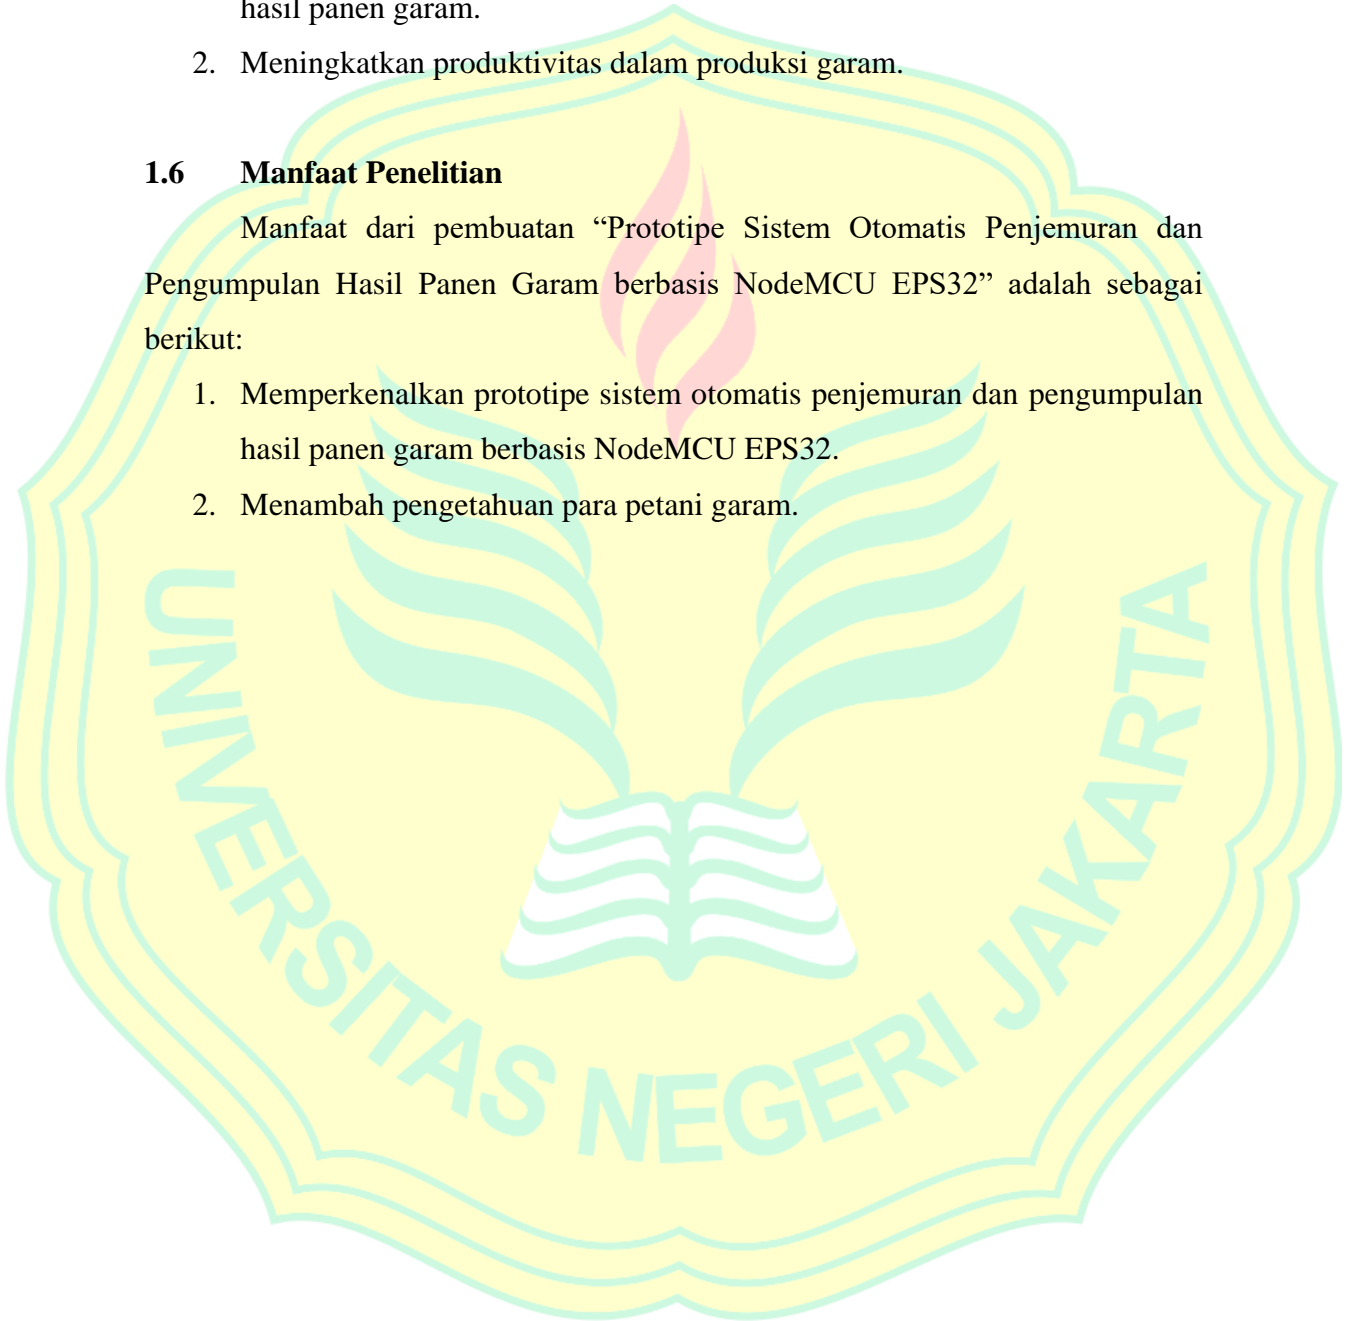 hasil panen garam.
2. Meningkatkan produktivitas dalam produksi garam.
1.6 Manfaat Penelitian
Manfaat dari pembuatan “Prototipe Sistem Otomatis Penjemuran dan
Pengumpulan Hasil Panen Garam berbasis NodeMCU EPS32” adalah sebagai
berikut:
1. Memperkenalkan prototipe sistem otomatis penjemuran dan pengumpulan
hasil panen garam berbasis NodeMCU EPS32.
2. Menambah pengetahuan para petani garam.
UNIVERSITAS NEGERI JAKARTA